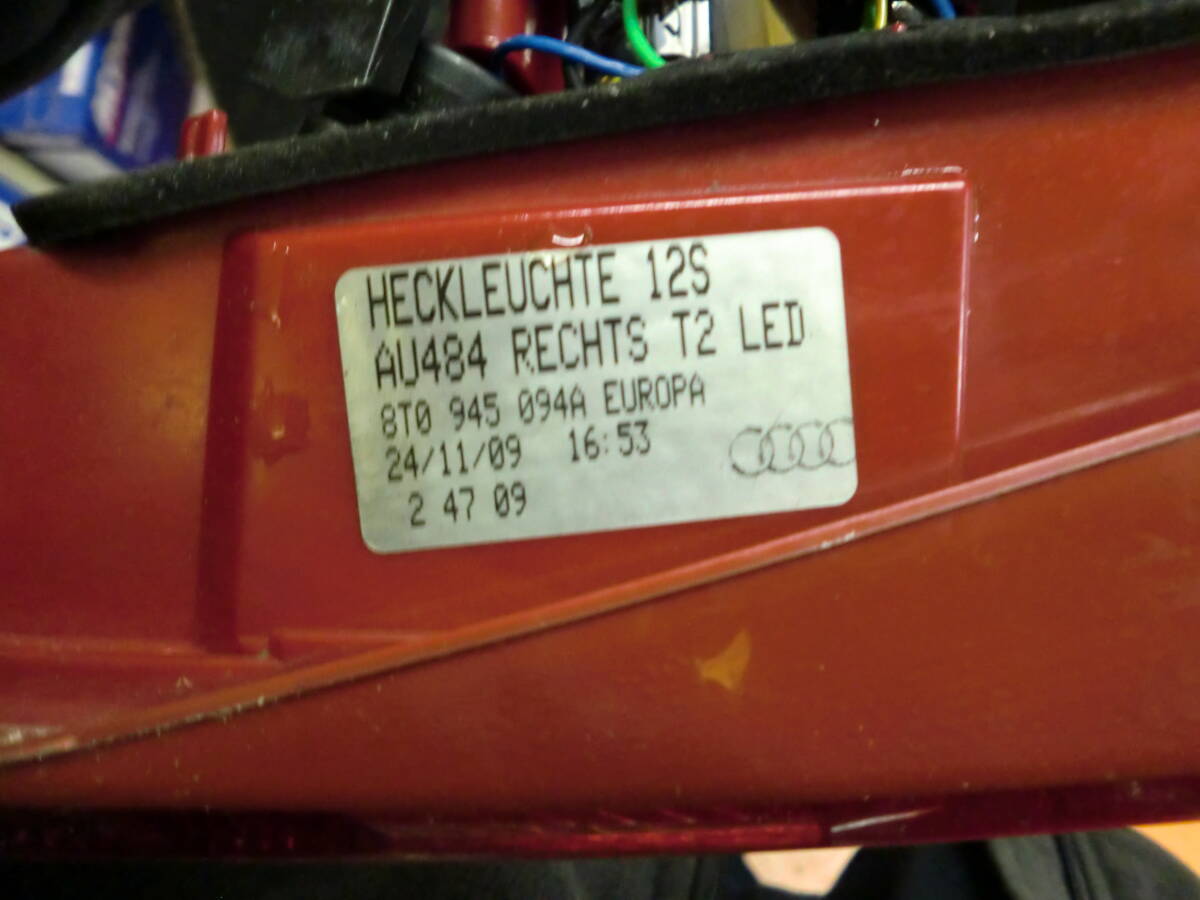 HECKLEUCHTE 12S
AU484 RECHTS T2 LED
8T0 945 094A EUROPA
24/11/09 16:53
2 47 09